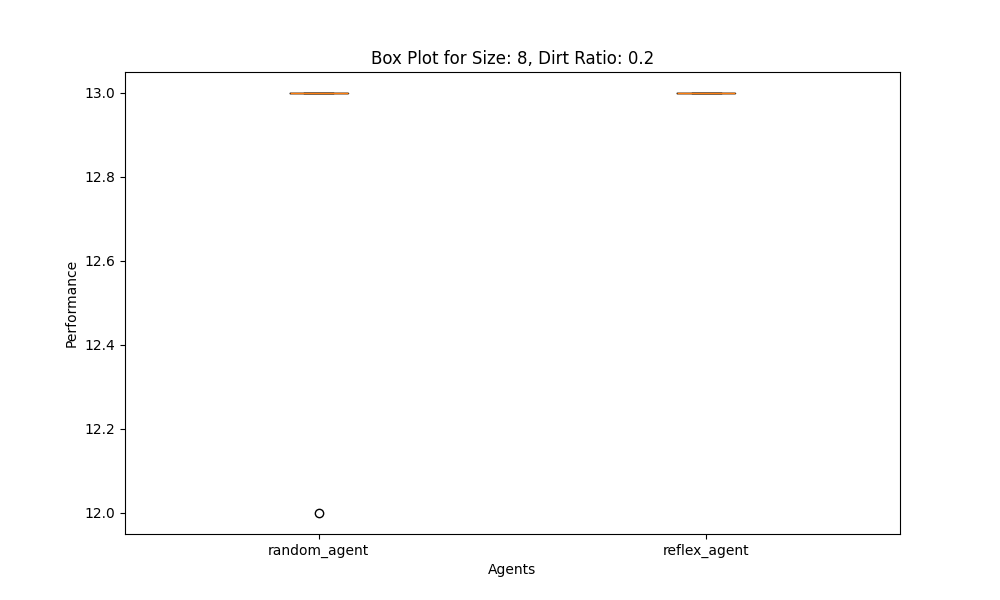 Box Plot for Size: 8, Dirt Ratio: 0.2
13.0
12.8
12.6
12.4
12.2
12.0
Performance
random_agent
reflex_agent
Agents